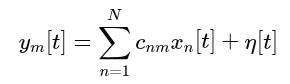 $y_m[t] = \sum_{n=1}^{N} c_{nm} x_n[t] + \eta[t]$